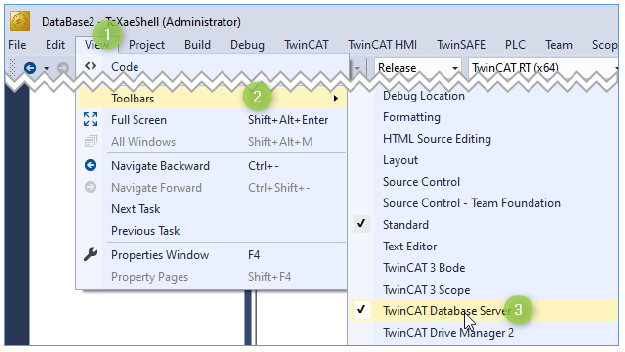 DataBase2 - TcXaeShell (Administrator)
File Edit View Project Build Debug TwinCAT TwinCAT HMI TwinSAFE PLC Team Scop
1
Code
Release TwinCAT RT (x64)
Toolbars 2
Full Screen Shift+Alt+Enter
All Windows Shift+Alt+M
Navigate Backward Ctrl+-
Navigate Forward Ctrl+Shift+-
Next Task
Previous Task
Properties Window F4
Property Pages Shift+F4
Debug Location
Formatting
HTML Source Editing
Layout
Source Control
Source Control - Team Foundation
Standard
Text Editor
TwinCAT 3 Bode
TwinCAT 3 Scope
TwinCAT Database Server 3
TwinCAT Drive Manager 2